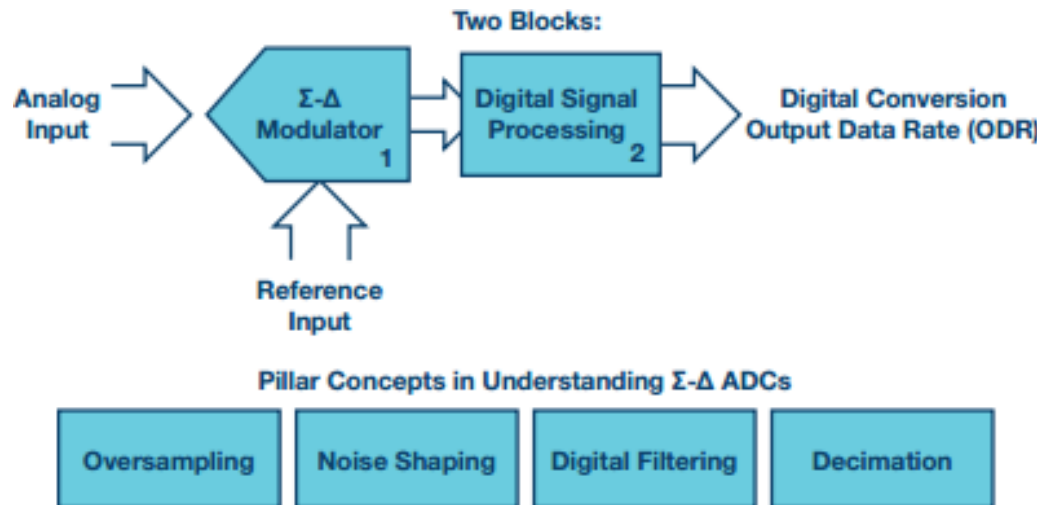 Two Blocks:
Analog
Input
Σ-Δ
Modulator
1
Digital Signal
Processing
2
Digital Conversion
Output Data Rate (ODR)
Reference
Input
Pillar Concepts in Understanding Σ-Δ ADCs
Oversampling
Noise Shaping
Digital Filtering
Decimation